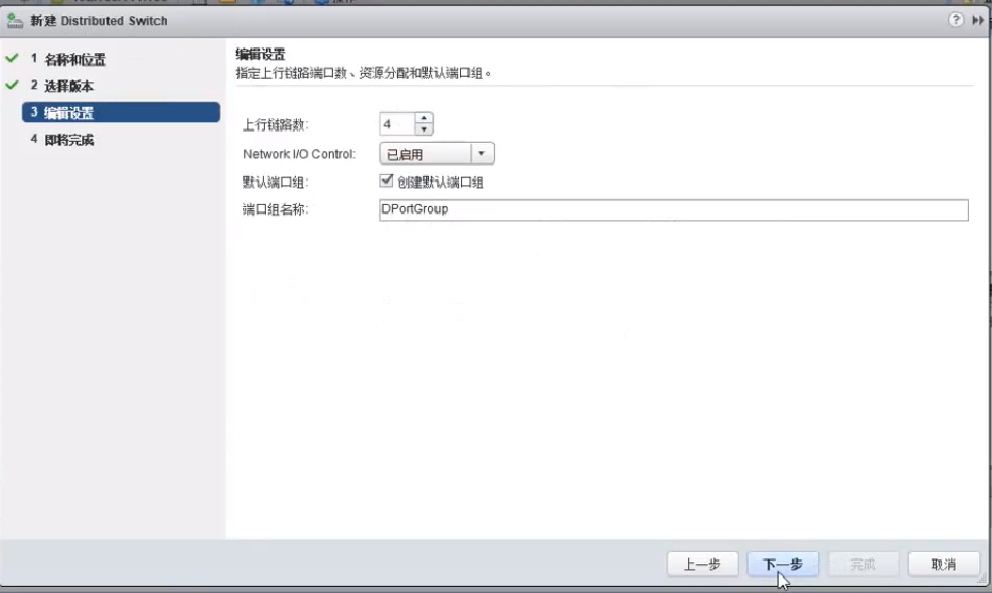 新建 Distributed Switch
1 名称和位置
2 选择版本
3 编辑设置
4 即将完成
编辑设置
指定上行链路端口数、资源分配和默认端口组。
上行链路数: 4
Network I/O Control: 已启用
默认端口组: 创建默认端口组
端口组名称: DPortGroup
上一步 下一步 完成 取消